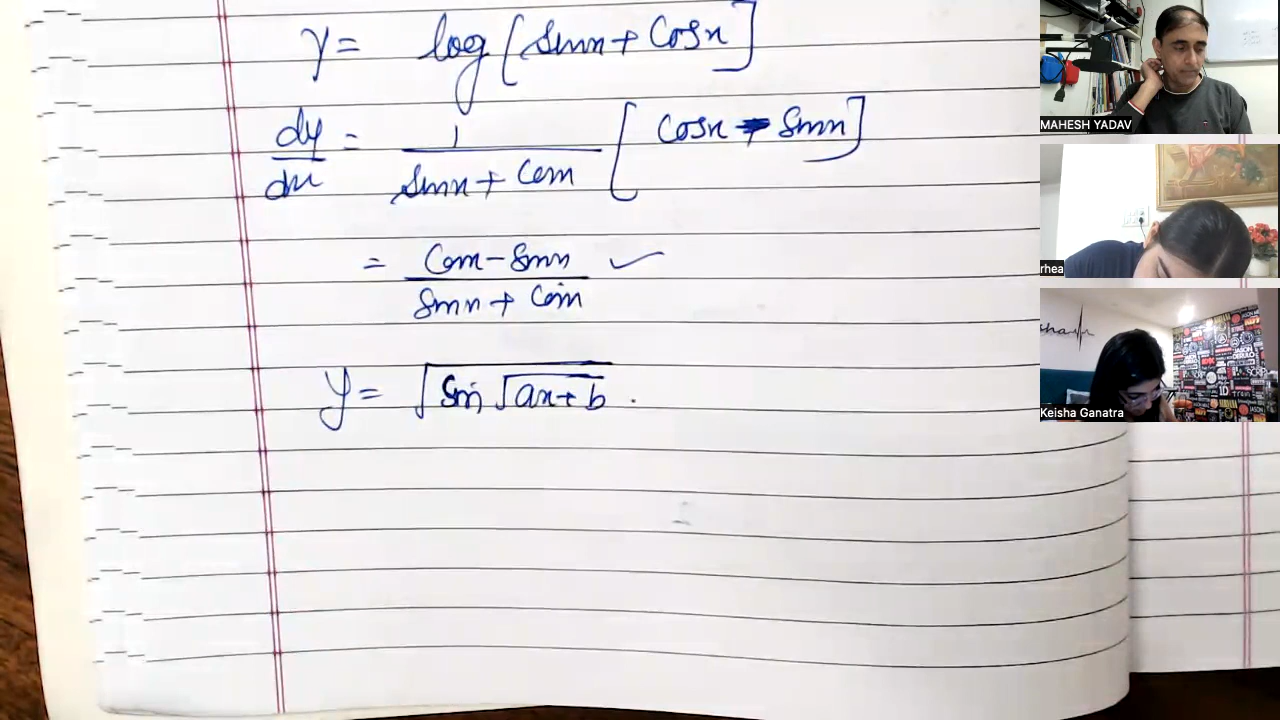 y = log [sinx + cosx]
dy/dx = 1/(sinx + cosx) [cosx - sinx]
= (cosx - sinx)/(sinx + cosx) ✓
y = √(sin √(ax + b)) .
MAHESH YADAV
rhea
Keisha Ganatra